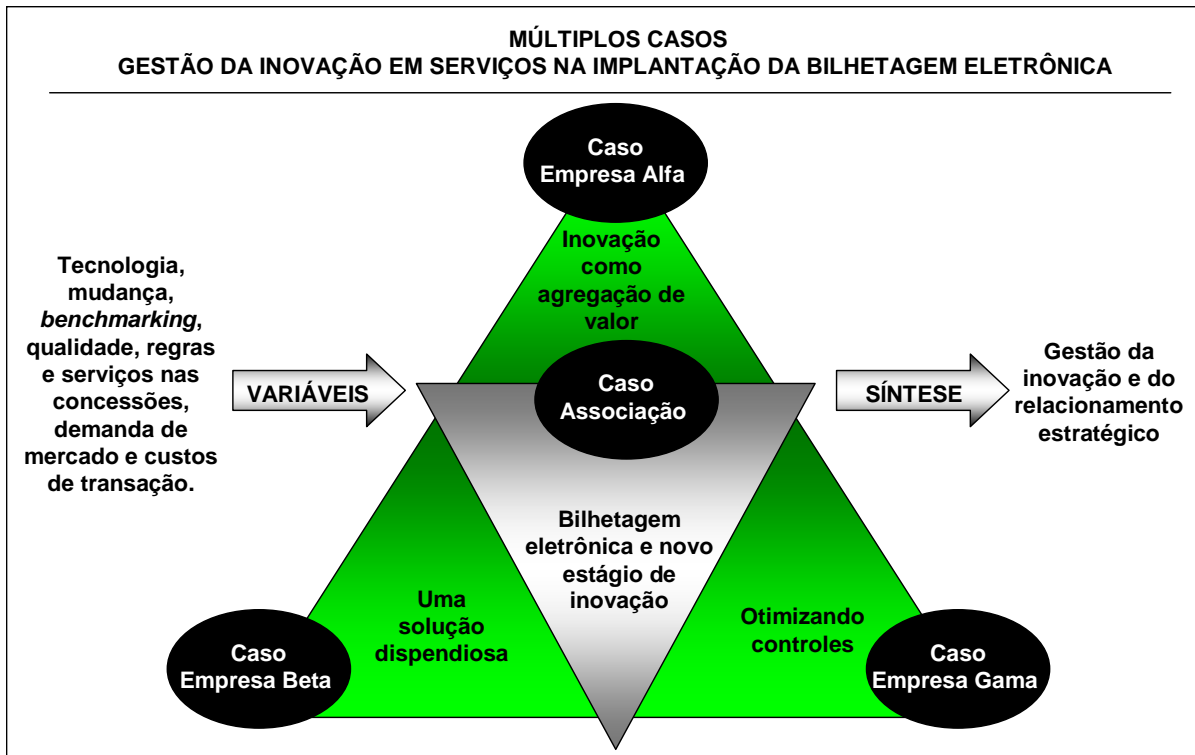 MÚLTIPLOS CASOS
GESTÃO DA INOVAÇÃO EM SERVIÇOS NA IMPLANTAÇÃO DA BILHETAGEM ELETRÔNICA
Caso
Empresa Alfa
Inovação
como
agregação de
valor
Tecnologia,
mudança,
benchmarking,
qualidade, regras
e serviços nas
concessões,
demanda de
mercado e custos
de transação.
VARIÁVEIS
Caso
Associação
SÍNTESE
Gestão da
inovação e do
relacionamento
estratégico
Bilhetagem
eletrônica e novo
estágio de
inovação
Uma
solução
dispendiosa
Otimizando
controles
Caso
Empresa Beta
Caso
Empresa Gama